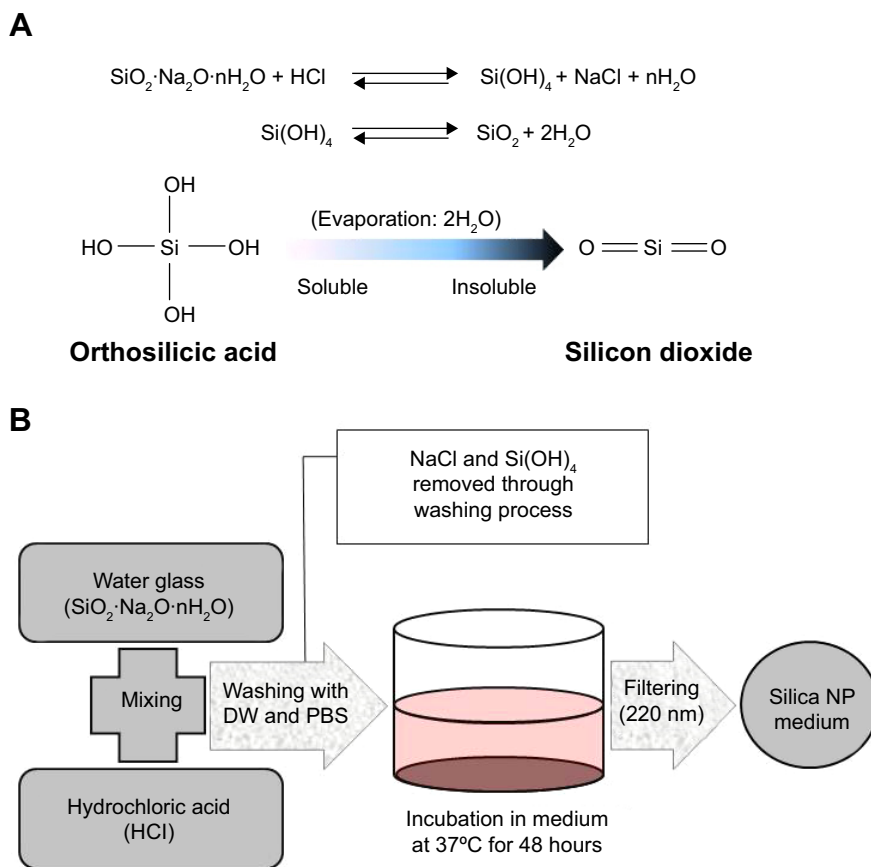 A
SiO₂·Na₂O·nH₂O + HCl ⇌ Si(OH)₄ + NaCl + nH₂O
Si(OH)₄ ⇌ SiO₂ + 2H₂O
OH
HO Si OH
OH
(Evaporation: 2H₂O)
Soluble Insoluble
O Si O
Orthosilicic acid
Silicon dioxide
B
NaCl and Si(OH)₄
removed through
washing process
Water glass
(SiO₂·Na₂O·nH₂O)
Mixing
Hydrochloric acid
(HCl)
Washing with
DW and PBS
Incubation in medium
at 37ºC for 48 hours
Filtering
(220 nm)
Silica NP
medium